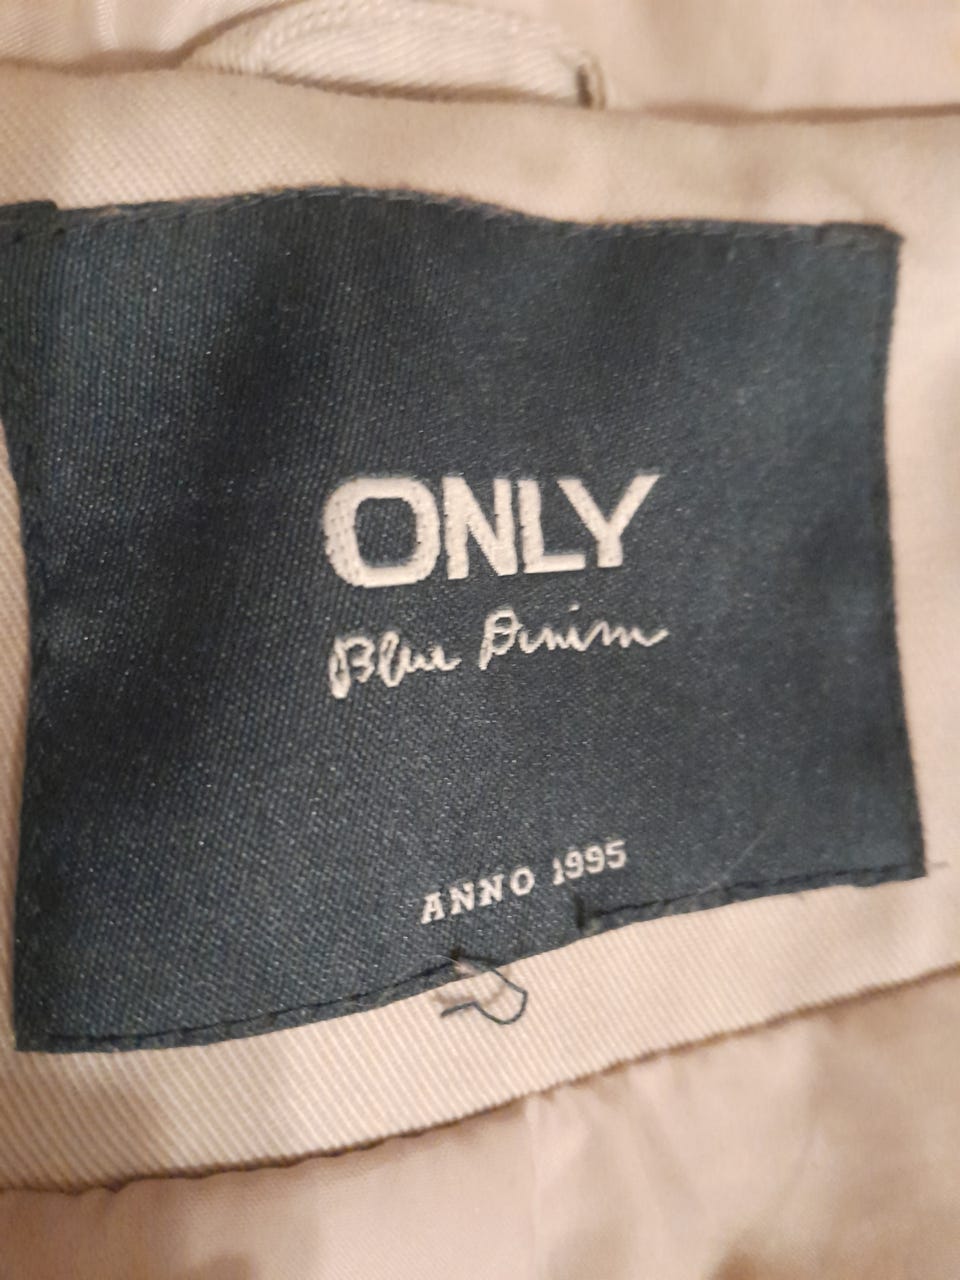 ONLY
Blue Denim
ANNO 1995